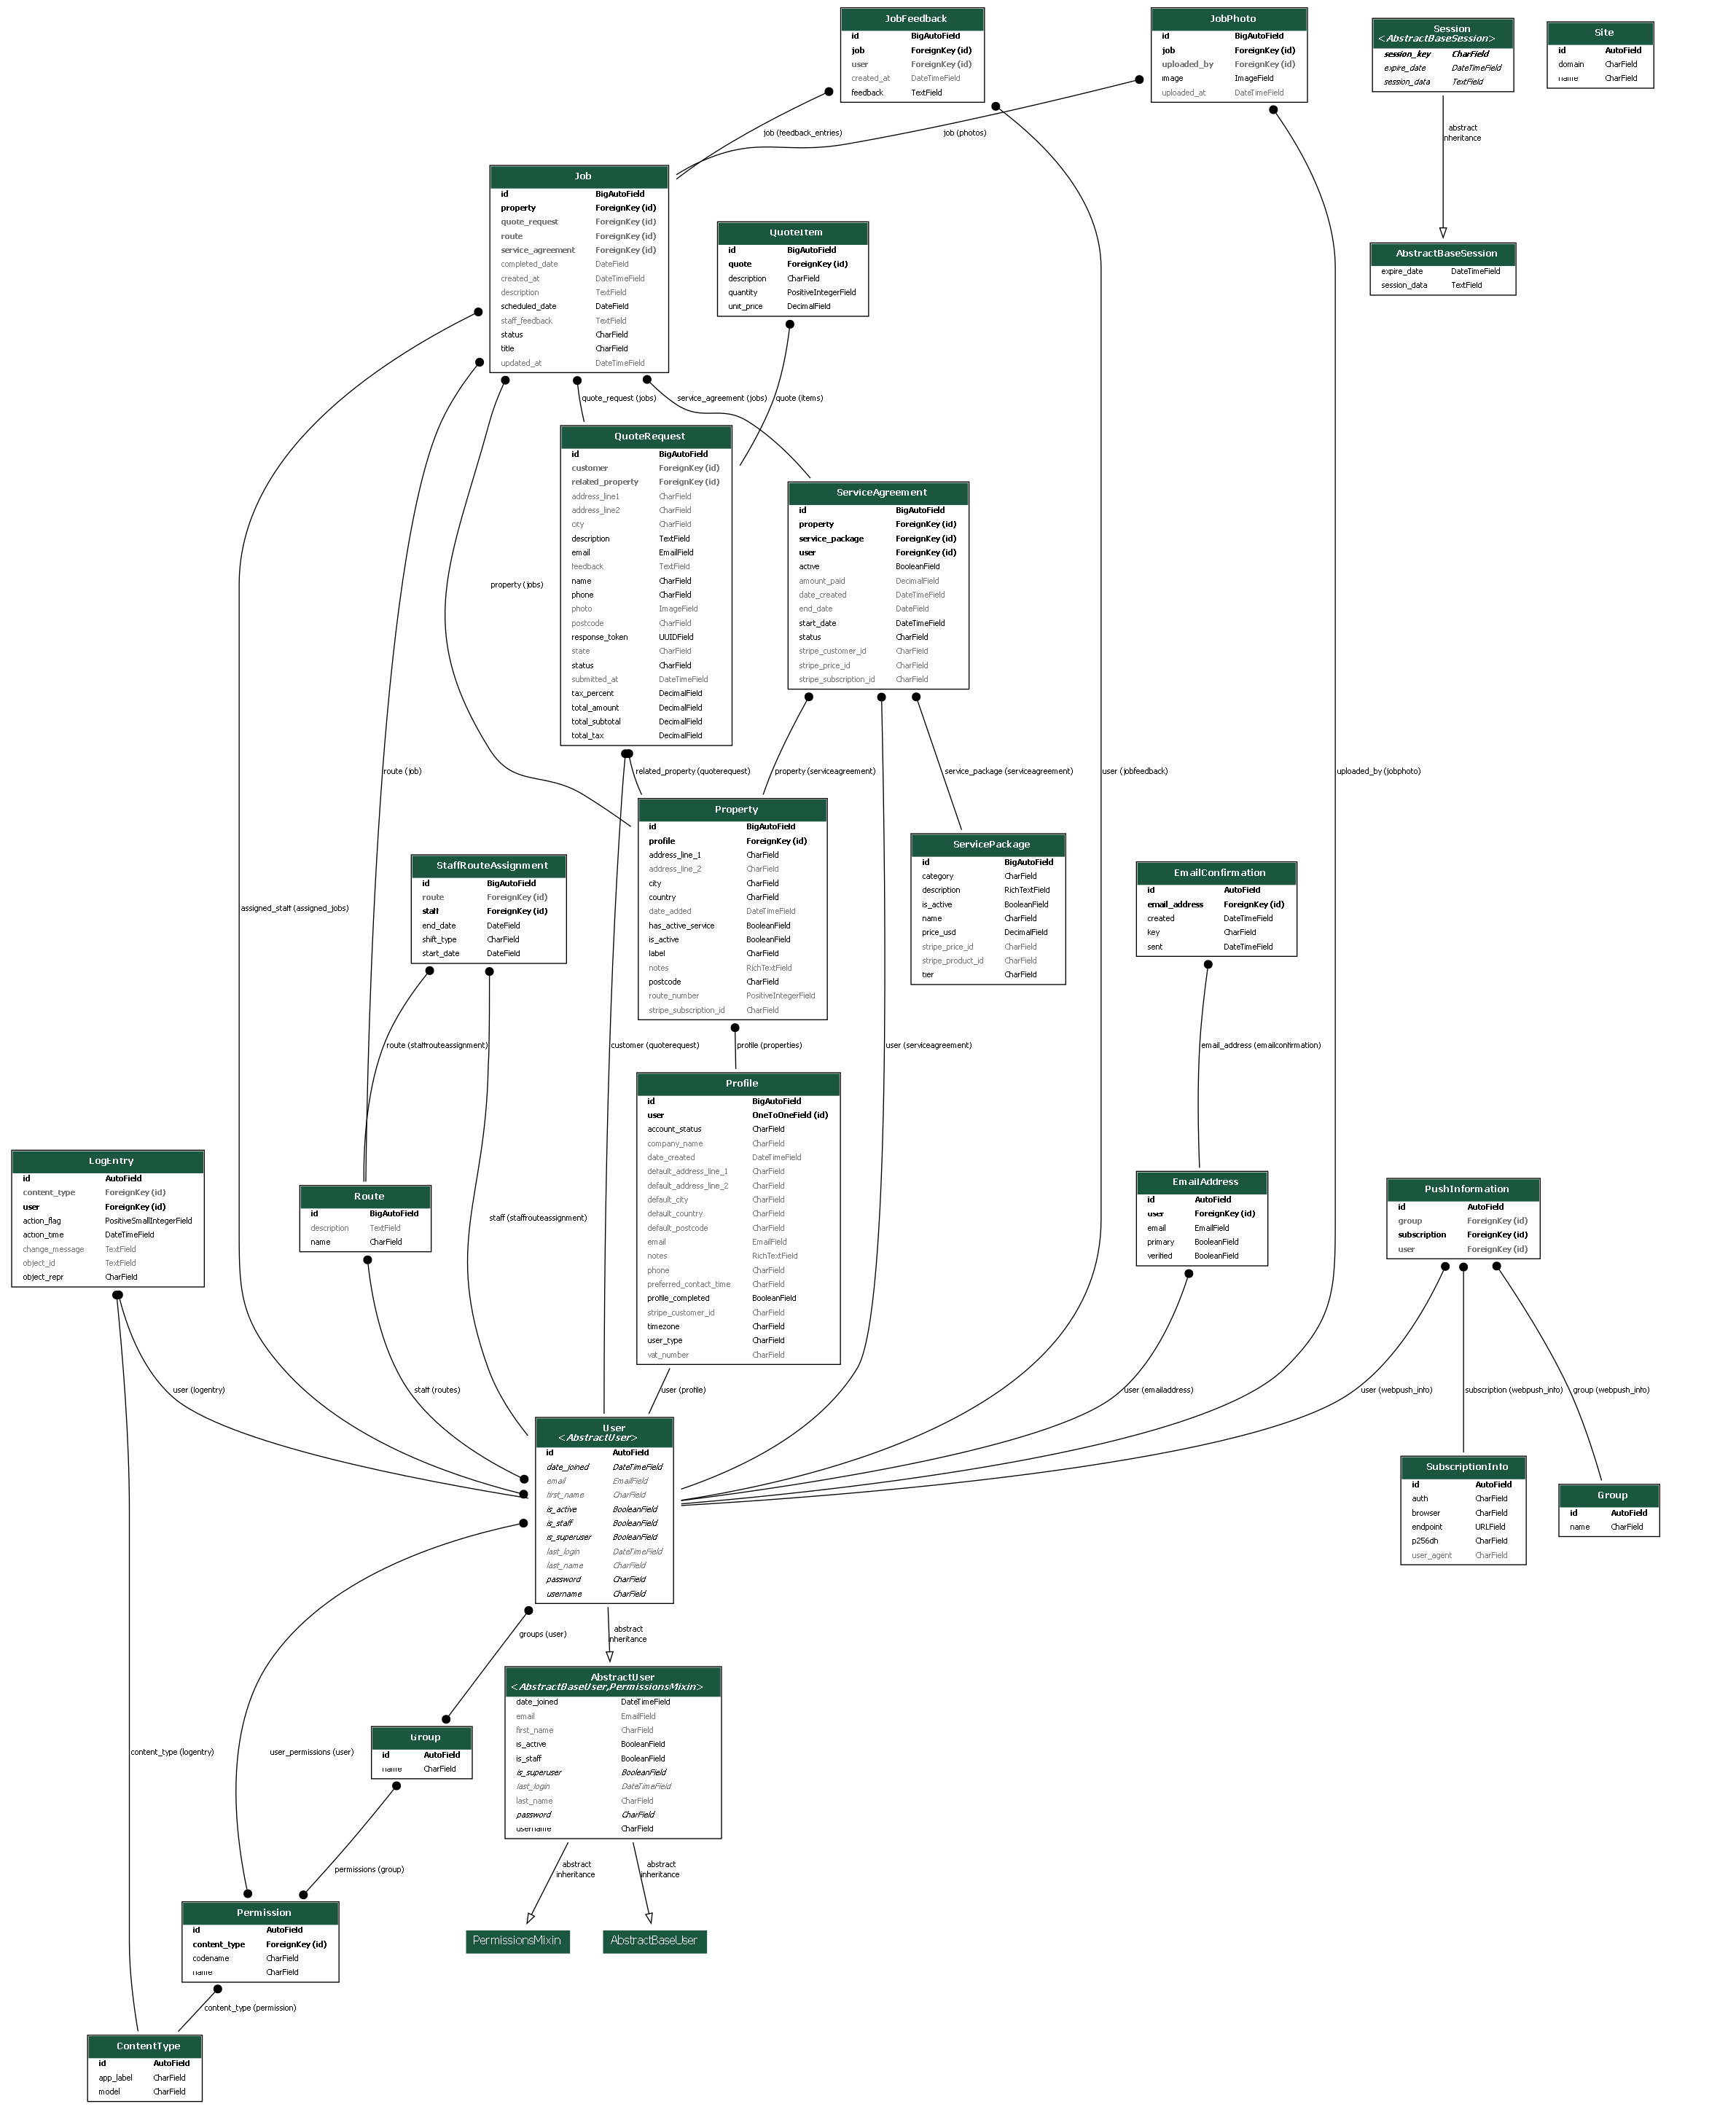 JobFeedback
id BigAutoField
job ForeignKey (id)
user ForeignKey (id)
created_at DateTimeField
feedback TextField
JobPhoto
id BigAutoField
job ForeignKey (id)
uploaded_by ForeignKey (id)
image ImageField
uploaded_at DateTimeField
Session
<AbstractBaseSession>
session_key CharField
expire_date DateTimeField
session_data TextField
Site
id AutoField
domain CharField
name CharField
job (feedback_entries)
job (photos)
abstract
inheritance
Job
id BigAutoField
property ForeignKey (id)
quote_request ForeignKey (id)
route ForeignKey (id)
service_agreement ForeignKey (id)
completed_date DateField
created_at DateTimeField
description TextField
scheduled_date DateField
staff_feedback TextField
status CharField
title CharField
updated_at DateTimeField
QuoteItem
id BigAutoField
quote ForeignKey (id)
description CharField
quantity PositiveIntegerField
unit_price DecimalField
AbstractBaseSession
expire_date DateTimeField
session_data TextField
quote_request (jobs)
service_agreement (jobs)
quote (items)
QuoteRequest
id BigAutoField
customer ForeignKey (id)
related_property ForeignKey (id)
address_line1 CharField
address_line2 CharField
city CharField
description TextField
email EmailField
feedback TextField
name CharField
phone CharField
photo ImageField
postcode CharField
response_token UUIDField
state CharField
status CharField
submitted_at DateTimeField
tax_percent DecimalField
total_amount DecimalField
total_subtotal DecimalField
total_tax DecimalField
ServiceAgreement
id BigAutoField
property ForeignKey (id)
service_package ForeignKey (id)
user ForeignKey (id)
active BooleanField
amount_paid DecimalField
date_created DateTimeField
end_date DateField
start_date DateTimeField
status CharField
stripe_customer_id CharField
stripe_price_id CharField
stripe_subscription_id CharField
property (jobs)
route (job)
related_property (quoterequest)
property (serviceagreement)
service_package (serviceagreement)
user (jobfeedback)
uploaded_by (jobphoto)
Property
id BigAutoField
profile ForeignKey (id)
address_line_1 CharField
address_line_2 CharField
city CharField
country CharField
date_added DateTimeField
has_active_service BooleanField
is_active BooleanField
label CharField
notes RichTextField
postcode CharField
route_number PositiveIntegerField
stripe_subscription_id CharField
ServicePackage
id BigAutoField
category CharField
description RichTextField
is_active BooleanField
name CharField
price_usd DecimalField
stripe_price_id CharField
stripe_product_id CharField
tier CharField
StaffRouteAssignment
id BigAutoField
route ForeignKey (id)
staff ForeignKey (id)
end_date DateField
shift_type CharField
start_date DateField
EmailConfirmation
id AutoField
email_address ForeignKey (id)
created DateTimeField
key CharField
sent DateTimeField
assigned_staff (assigned_jobs)
route (staffrouteassignment)
customer (quoterequest)
profile (properties)
user (serviceagreement)
email_address (emailconfirmation)
Profile
id BigAutoField
user OneToOneField (id)
account_status CharField
company_name CharField
date_created DateTimeField
default_address_line_1 CharField
default_address_line_2 CharField
default_city CharField
default_country CharField
default_postcode CharField
email EmailField
notes RichTextField
phone CharField
preferred_contact_time CharField
profile_completed BooleanField
stripe_customer_id CharField
timezone CharField
user_type CharField
vat_number CharField
LogEntry
id AutoField
content_type ForeignKey (id)
user ForeignKey (id)
action_flag PositiveSmallIntegerField
action_time DateTimeField
change_message TextField
object_id TextField
object_repr CharField
Route
id BigAutoField
description TextField
name CharField
staff (staffrouteassignment)
EmailAddress
id AutoField
user ForeignKey (id)
email EmailField
primary BooleanField
verified BooleanField
PushInformation
id AutoField
group ForeignKey (id)
subscription ForeignKey (id)
user ForeignKey (id)
user (logentry)
staff (routes)
user (profile)
user (emailaddress)
user (webpush_info)
subscription (webpush_info)
group (webpush_info)
User
<AbstractUser>
id AutoField
date_joined DateTimeField
email EmailField
first_name CharField
is_active BooleanField
is_staff BooleanField
is_superuser BooleanField
last_login DateTimeField
last_name CharField
password CharField
username CharField
SubscriptionInfo
id AutoField
auth CharField
browser CharField
endpoint URLField
p256dh CharField
user_agent CharField
Group
id AutoField
name CharField
groups (user)
abstract
inheritance
AbstractUser
<AbstractBaseUser,PermissionsMixin>
date_joined DateTimeField
email EmailField
first_name CharField
is_active BooleanField
is_staff BooleanField
is_superuser BooleanField
last_login DateTimeField
last_name CharField
password CharField
username CharField
Group
id AutoField
name CharField
content_type (logentry)
user_permissions (user)
permissions (group)
abstract
inheritance
abstract
inheritance
Permission
id AutoField
content_type ForeignKey (id)
codename CharField
name CharField
PermissionsMixin
AbstractBaseUser
content_type (permission)
ContentType
id AutoField
app_label CharField
model CharField